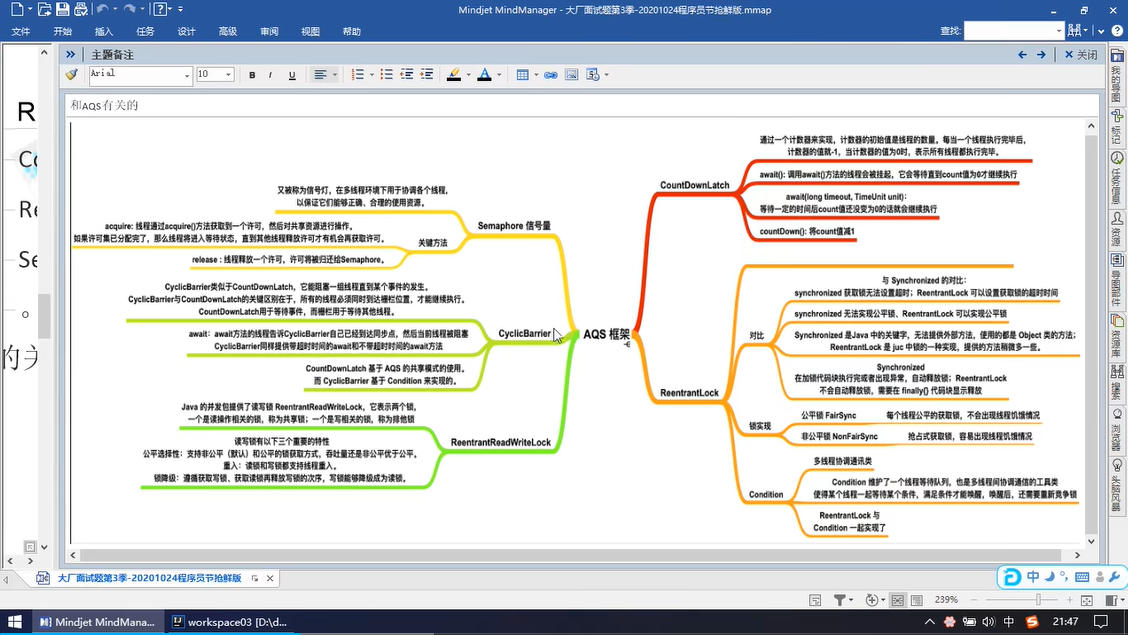 Mindjet MindManager - 大厂面试题第3季-20201024程序员节抢鲜版.mmap
文件 开始 插入 任务 设计 高级 审阅 视图 帮助 查找:
主题备注 关闭
Arial 10 B I U
和AQS有关的
通过一个计数器来实现，计数器的初始值是线程的数量。每当一个线程执行完毕后，
计数器的值就-1，当计数器的值为0时，表示所有线程都执行完毕。
CountDownLatch
await(): 调用await()方法的线程会被挂起，它会等待直到count值为0才继续执行
await(long timeout, TimeUnit unit):
等待一定的时间后count值还没变为0的话就会继续执行
countDown(): 将count值减1
又被称为信号灯，在多线程环境下用于协调各个线程，
以保证它们能够正确、合理的使用资源。
Semaphore 信号量
acquire: 线程通过acquire()方法获取到一个许可，然后对共享资源进行操作。
如果许可集已分配完了，那么线程将进入等待状态，直到其他线程释放许可才有机会再获取许可。
关键方法
release : 线程释放一个许可，许可将被归还给Semaphore。
CyclicBarrier类似于CountDownLatch，它能阻塞一组线程直到某个事件的发生。
CyclicBarrier与CountDownLatch的关键区别在于，所有的线程必须同时到达栅栏位置，才能继续执行。
CountDownLatch用于等待事件，而栅栏用于等待其他线程。
CyclicBarrier
await：await方法的线程告诉CyclicBarrier自己已经到达同步点，然后当前线程被阻塞
CyclicBarrier同样提供带超时时间的await和不带超时时间的await方法
CountDownLatch 基于 AQS 的共享模式的使用。
而 CyclicBarrier 基于 Condition 来实现的。
AQS 框架
Java 的并发包提供了读写锁 ReentrantReadWriteLock，它表示两个锁，
一个是读操作相关的锁，称为共享锁；一个是写相关的锁，称为排他锁
ReentrantReadWriteLock
读写锁有以下三个重要的特性
公平选择性：支持非公平（默认）和公平的锁获取方式，吞吐量还是非公平优于公平。
重入：读锁和写锁都支持线程重入。
锁降级：遵循获取写锁、获取读锁再释放写锁的次序，写锁能够降级成为读锁。
与 Synchronized 的对比：
synchronized 获取锁无法设置超时；ReentrantLock 可以设置获取锁的超时时间
synchronized 无法实现公平锁、ReentrantLock 可以实现公平锁
对比
Synchronized 是Java 中的关键字，无法提供外部方法，使用的都是 Object 类的方法；
ReentrantLock 是 juc 中锁的一种实现，提供的方法稍微多一些。
Synchronized
在加锁代码块执行完或者出现异常，自动释放锁；ReentrantLock
不会自动释放锁，需要在 finally{} 代码块显示释放
ReentrantLock
公平锁 FairSync 每个线程公平的获取锁，不会出现线程饥饿情况
锁实现
非公平锁 NonFairSync 抢占式获取锁，容易出现线程饥饿情况
多线程协调通讯类
Condition 维护了一个线程等待队列，也是多线程间协调通信的工具类
使得某个线程一起等待某个条件，满足条件才能唤醒，唤醒后，还需要重新竞争锁
Condition
ReentrantLock 与
Condition 一起实现了
R
Co
Re
Se
。
的关
我的导图
标记
任务信息
资源
导图部件
资源库
搜索
浏览器
头脑风暴
大厂面试题第3季-20201024程序员节抢鲜版
中
239%
Mindjet MindMana...
workspace03 [D:\d...
中
21:47